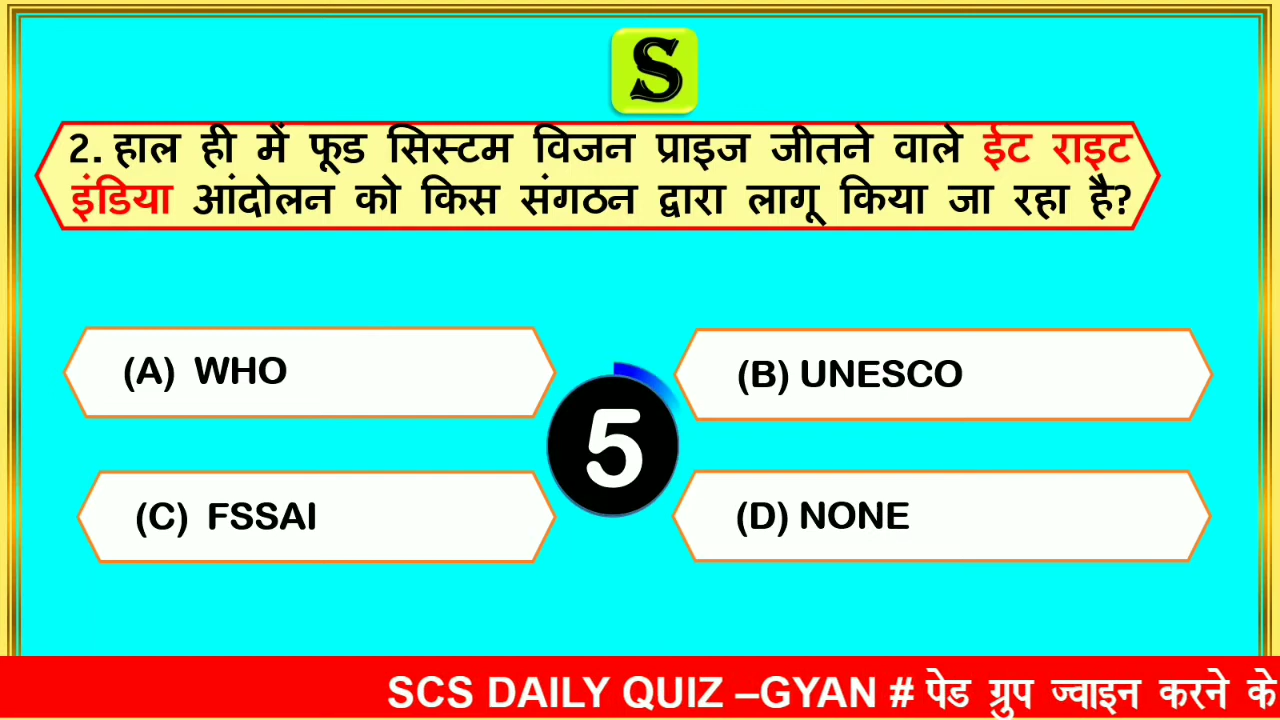 S
2. हाल ही में फूड सिस्टम विजन प्राइज जीतने वाले ईट राइट
इंडिया आंदोलन को किस संगठन द्वारा लागू किया जा रहा है?
(A) WHO
(B) UNESCO
5
(C) FSSAI
(D) NONE
SCS DAILY QUIZ –GYAN # पेड ग्रुप ज्वाइन करने के